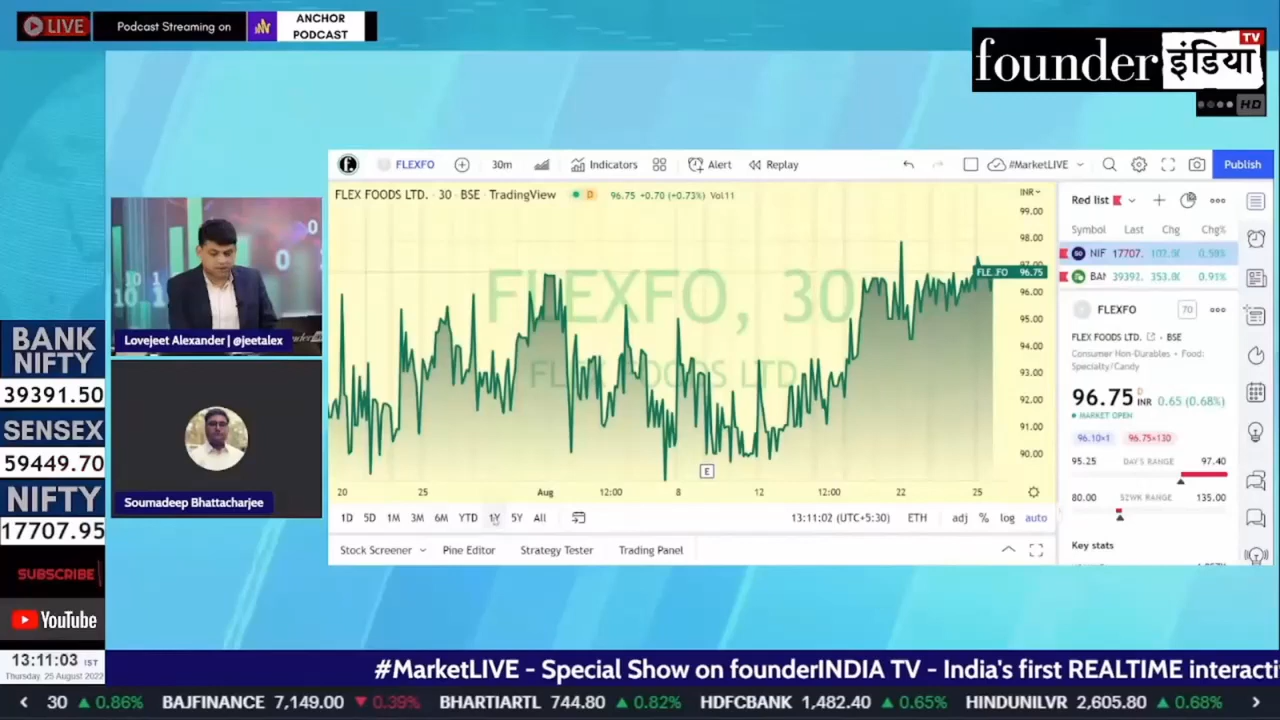 LIVE
Podcast Streaming on
ANCHOR
PODCAST
founder इंडिया TV
HD
FLEXFO
30m
Indicators
Alert
Replay
#MarketLIVE
Publish
FLEX FOODS LTD. · 30 · BSE · TradingView
D
96.75 +0.70 (+0.73%) Vol11
INR
99.00
98.00
97.00
FLE..FO 96.75
96.00
95.00
94.00
93.00
92.00
91.00
90.00
FLEXFO, 30
FLEX FOODS LTD
E
20 25 Aug 12:00 8 12 12:00 22 25
1D 5D 1M 3M 6M YTD 1Y 5Y All
13:11:02 (UTC+5:30) ETH adj % log auto
Stock Screener Pine Editor Strategy Tester Trading Panel
Red list
Symbol Last Chg Chg%
NIF 17707. 0.59%
BAN 39392. 353.8 0.91%
FLEXFO 70
FLEX FOODS LTD. · BSE
Consumer Non-Durables • Food:
Specialty/Candy
96.75 D INR 0.65 (0.68%)
MARKET OPEN
96.10×1 96.75×130
95.25 DAY'S RANGE 97.40
80.00 52WK RANGE 135.00
Key stats
Lovejeet Alexander | @jeetalex
Soumadeep Bhattacharjee
BANK
NIFTY
39391.50
SENSEX
59449.70
NIFTY
17707.95
SUBSCRIBE
YouTube
13:11:03 IST
Thursday, 25 August 2022
#MarketLIVE - Special Show on founderINDIA TV - India's first REALTIME interacti
30 0.86% BAJFINANCE 7,149.00 0.39% BHARTIARTL 744.80 0.82% HDFCBANK 1,482.40 0.65% HINDUNILVR 2,605.80 0.68%